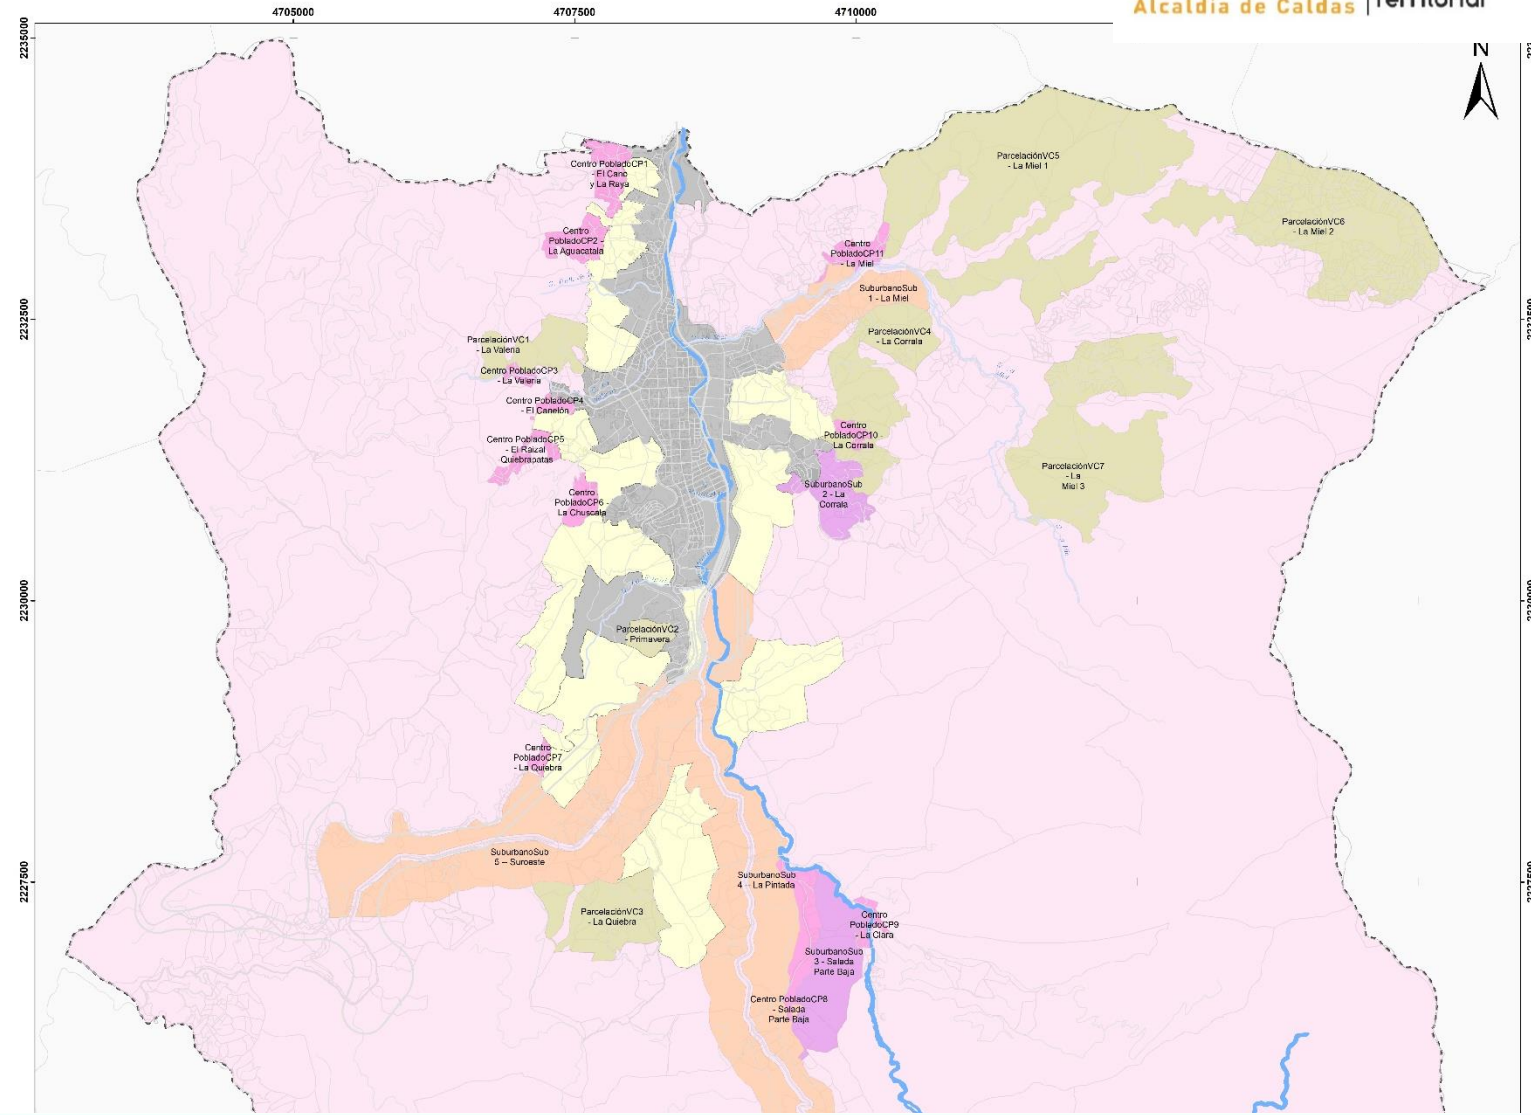 Alcaldía de Caldas
4705000
4707500
4710000
2235000
N
Centro PobladoCP1
- El Cano
y La Raya
ParcelaciónVC5
- La Miel 1
ParcelaciónVC6
- La Miel 2
Centro
PobladoCP2 -
La Aguacatala
Centro
PobladoCP11
- La Miel
SuburbanoSub
1 - La Miel
2232500
ParcelaciónVC1
- La Valeria
ParcelaciónVC4
- La Corrala
Centro PobladoCP3
- La Valeria
Centro PobladoCP4
- El Canelón
Centro PobladoCP5
- El Raizal
Quiebrapatas
Centro
PobladoCP10 -
La Corrala
ParcelaciónVC7
- La
Miel 3
SuburbanoSub
2 - La
Corrala
Centro
PobladoCP6 -
La Chuscala
2230000
ParcelaciónVC2
- Primavera
Centro
PobladoCP7
- La Quiebra
SuburbanoSub
5 - Suroeste
2227500
SuburbanoSub
4 - La Pintada
ParcelaciónVC3
- La Quiebra
Centro
PobladoCP9
- La Clara
SuburbanoSub
3 - Salada
Parte Baja
Centro PobladoCP8
- Salada
Parte Baja